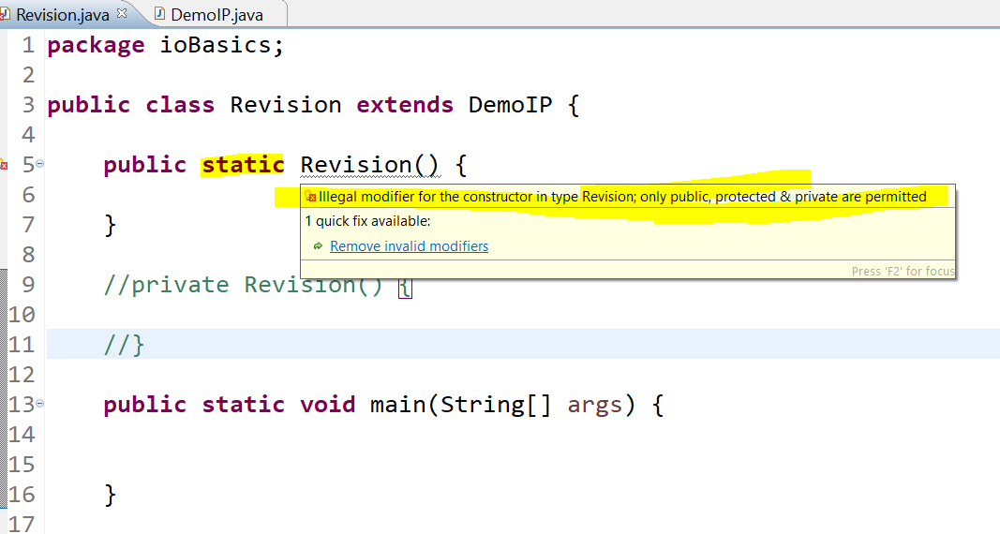 Revision.java DemoIP.java
1 package ioBasics;
2
3 public class Revision extends DemoIP {
4
5 public static Revision() {
6
Illegal modifier for the constructor in type Revision; only public, protected & private are permitted
7 }
1 quick fix available:
Remove invalid modifiers
8
Press 'F2' for focus
9 //private Revision() {
10
11 //}
12
13 public static void main(String[] args) {
14
15
16 }
17